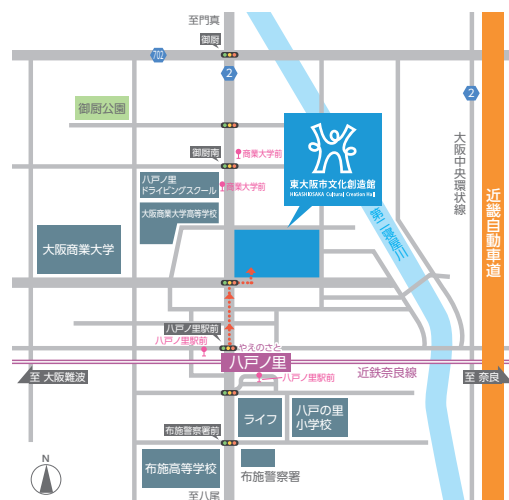 至門真
御厨
702
2
2
御厨公園
御厨南
商業大学前
八戸ノ里
ドライビングスクール
商業大学前
大阪商業大学高等学校
大阪商業大学
東大阪市文化創造館
HIGASHIOSAKA Cultural Creation Hall
大阪中央環状線
近畿自動車道
第二寝屋川
八戸ノ里駅前
八戸ノ里駅前
やえのさと
八戸ノ里
八戸ノ里駅前
近鉄奈良線
至 大阪難波
至 奈良
ライフ
八戸の里
小学校
布施警察署前
布施高等学校
布施警察署
至八尾
N